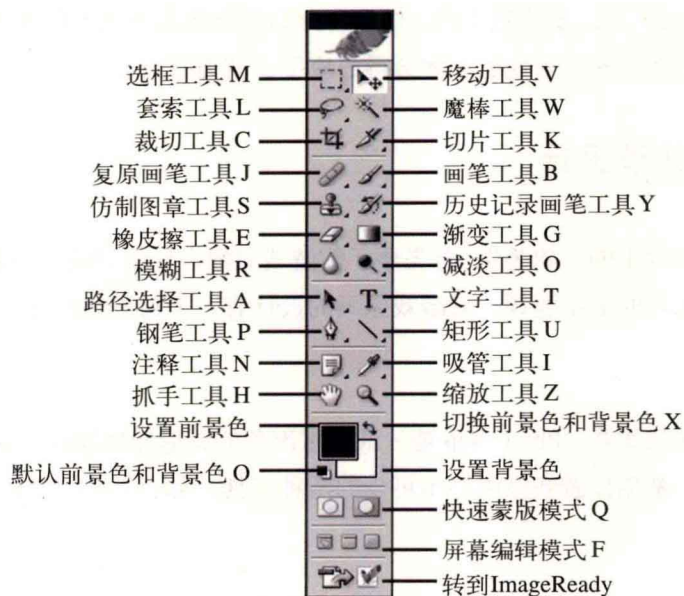 选框工具 M
移动工具 V
套索工具 L
魔棒工具 W
裁切工具 C
切片工具 K
复原画笔工具 J
画笔工具 B
仿制图章工具 S
历史记录画笔工具 Y
橡皮擦工具 E
渐变工具 G
模糊工具 R
减淡工具 O
路径选择工具 A
文字工具 T
钢笔工具 P
矩形工具 U
注释工具 N
吸管工具 I
抓手工具 H
缩放工具 Z
设置前景色
切换前景色和背景色 X
默认前景色和背景色 O
设置背景色
快速蒙版模式 Q
屏幕编辑模式 F
转到ImageReady